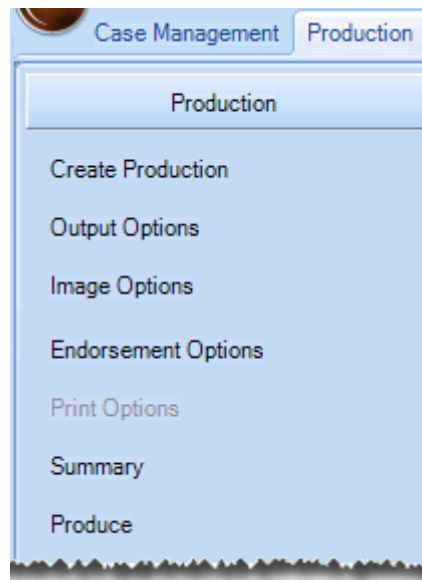 Case Management Production
Production
Create Production
Output Options
Image Options
Endorsement Options
Print Options
Summary
Produce